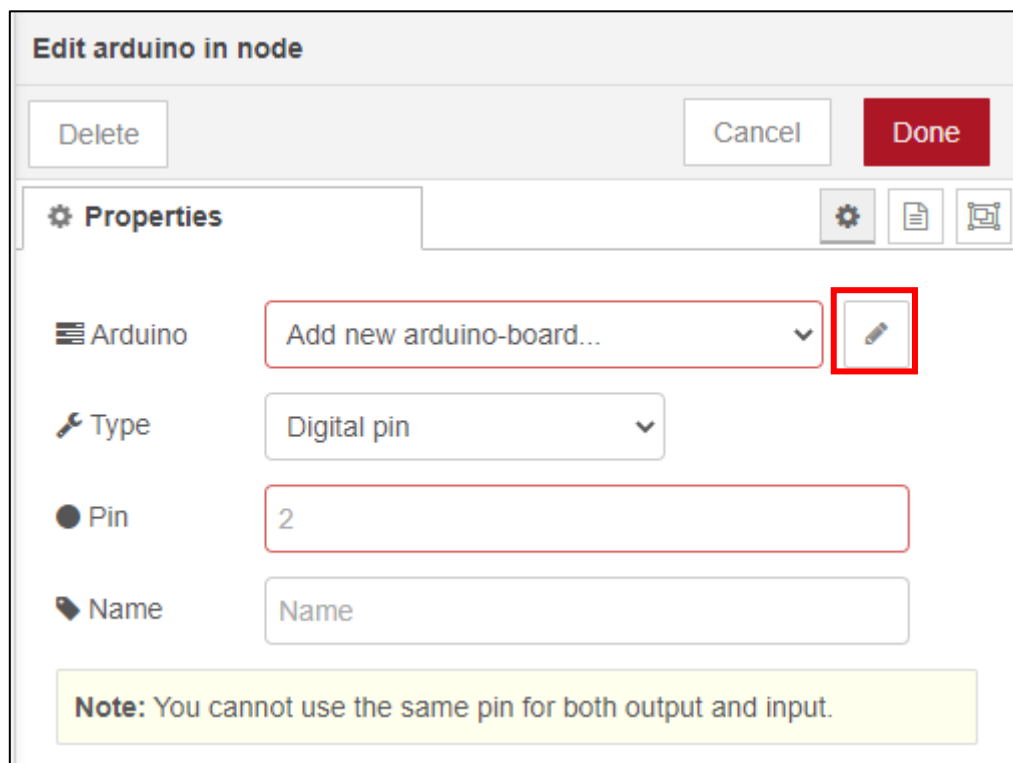 Edit arduino in node
Delete Cancel Done
Properties
Arduino Add new arduino-board...
Type Digital pin
Pin 2
Name Name
Note: You cannot use the same pin for both output and input.